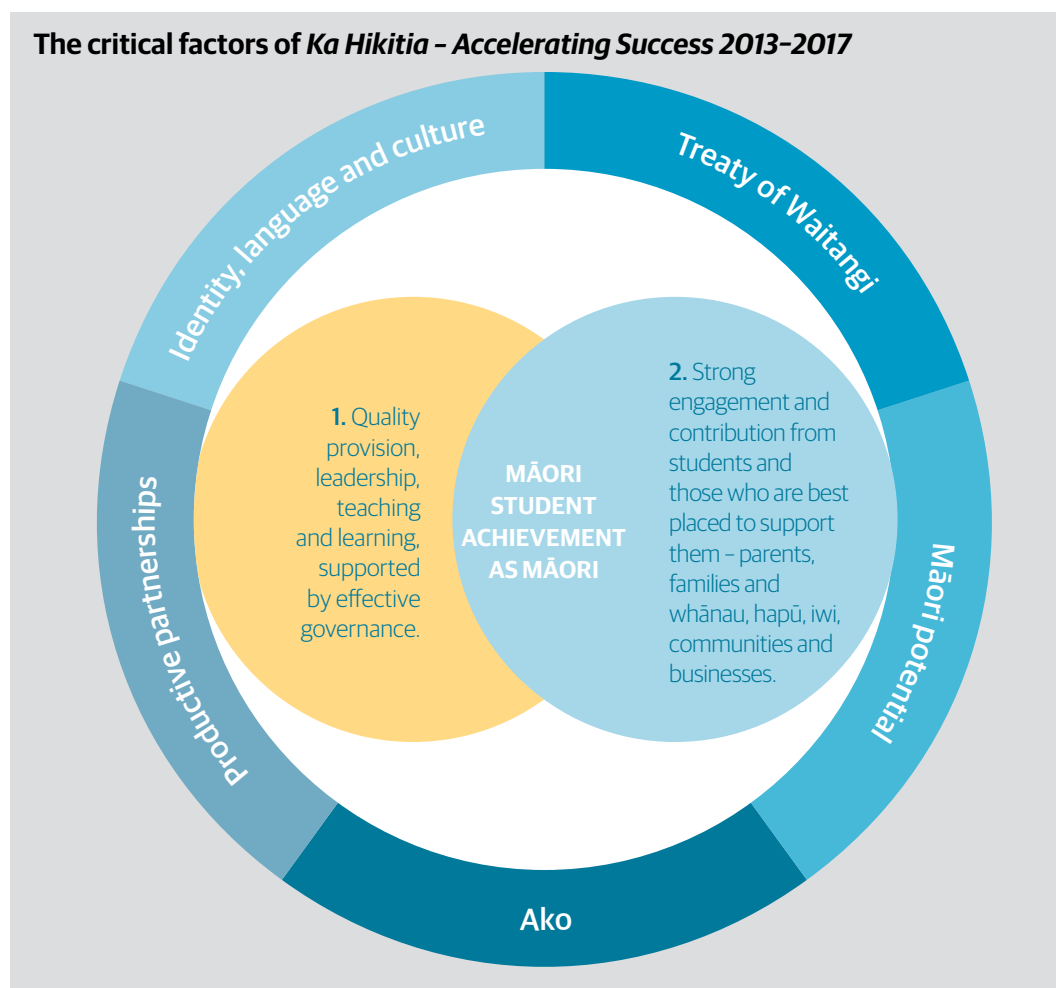 The critical factors of Ka Hikitia – Accelerating Success 2013–2017
Identity, language and culture
Treaty of Waitangi
Māori potential
Ako
Productive partnerships
1. Quality
provision,
leadership,
teaching
and learning,
supported
by effective
governance.
MĀORI
STUDENT
ACHIEVEMENT
AS MĀORI
2. Strong
engagement and
contribution from
students and
those who are best
placed to support
them – parents,
families and
whānau, hapū, iwi,
communities and
businesses.